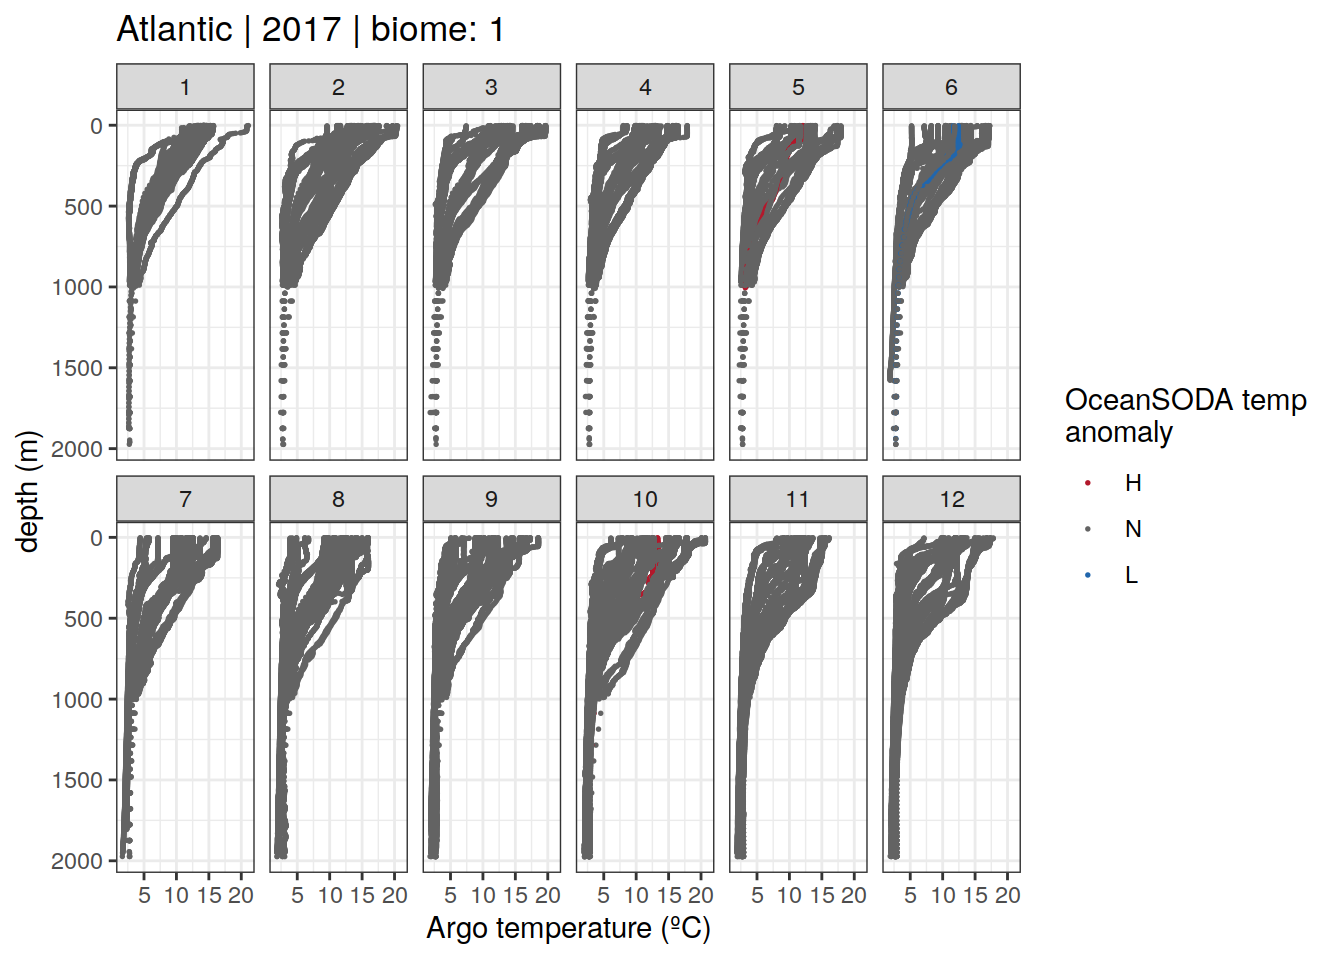 Atlantic | 2017 | biome: 1
1 2 3 4 5 6
0
500
1000
1500
2000
7 8 9 10 11 12
0
500
1000
1500
2000
5 10 15 20 5 10 15 20 5 10 15 20 5 10 15 20 5 10 15 20 5 10 15 20
Argo temperature (ºC)
depth (m)
OceanSODA temp
anomaly
H
N
L